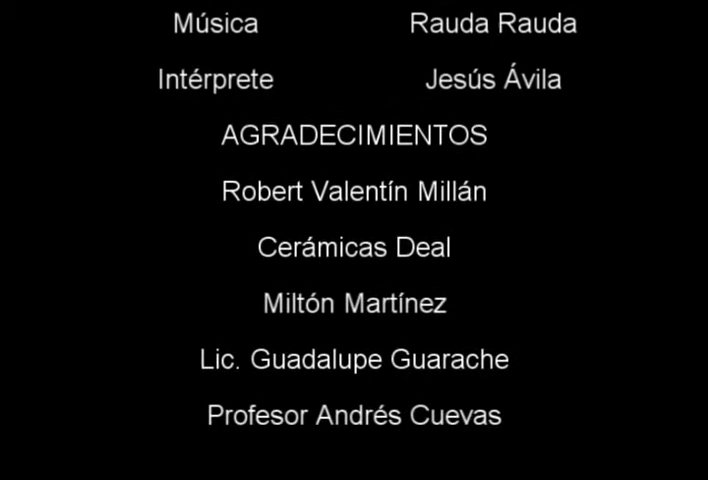 Música Rauda Rauda
Intérprete Jesús Ávila
AGRADECIMIENTOS
Robert Valentín Millán
Cerámicas Deal
Miltón Martínez
Lic. Guadalupe Guarache
Profesor Andrés Cuevas